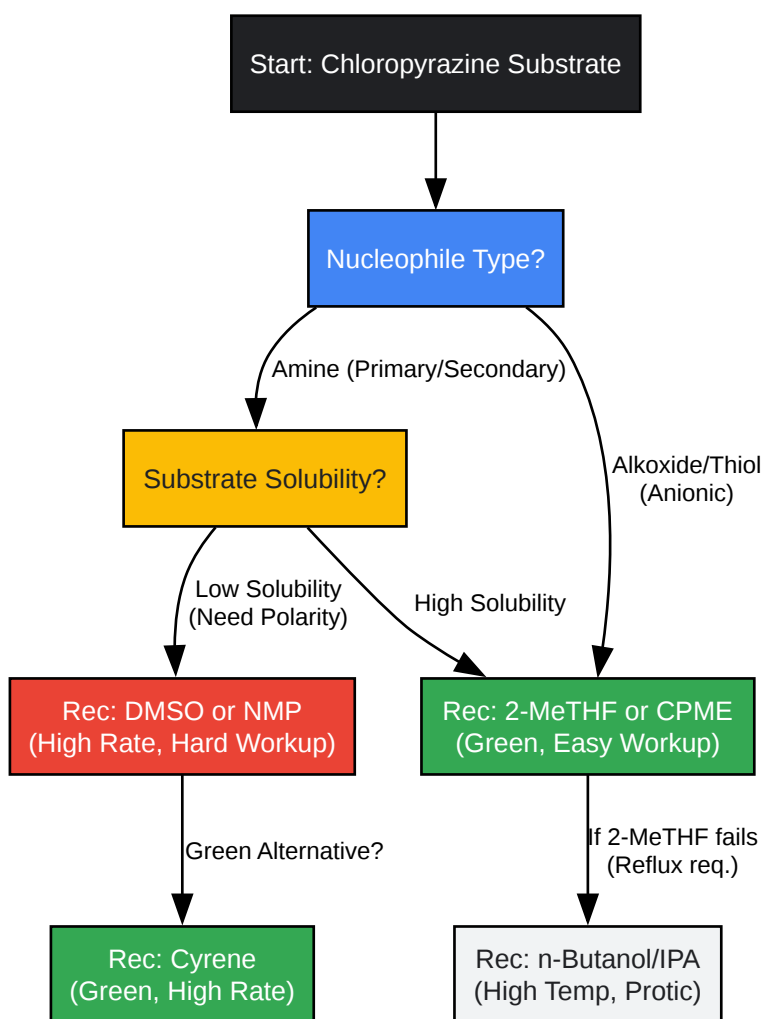 Start: Chloropyrazine Substrate
Nucleophile Type?
Amine (Primary/Secondary)
Alkoxide/Thiol
(Anionic)
Substrate Solubility?
Low Solubility
(Need Polarity)
High Solubility
Rec: DMSO or NMP
(High Rate, Hard Workup)
Rec: 2-MeTHF or CPME
(Green, Easy Workup)
Green Alternative?
If 2-MeTHF fails
(Reflux req.)
Rec: Cyrene
(Green, High Rate)
Rec: n-Butanol/IPA
(High Temp, Protic)